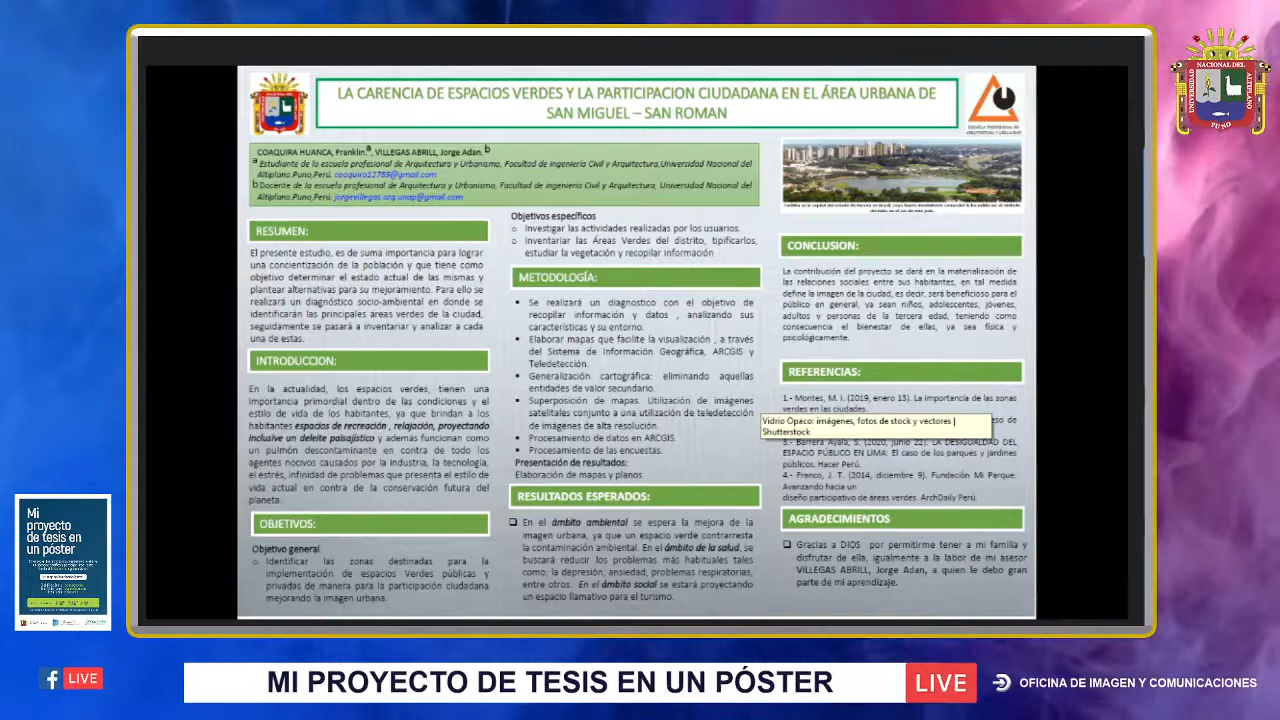 LA CARENCIA DE ESPACIOS VERDES Y LA PARTICIPACION CIUDADANA EN EL ÁREA URBANA DE
SAN MIGUEL – SAN ROMAN
COAQUIRA HUANCA, Franklin.a, VILLEGAS ABRILL, Jorge Adan, b
a Estudiante de la escuela profesional de Arquitectura y Urbanismo, Facultad de ingeniería Civil y Arquitectura,Universidad Nacional del
Altiplano.Puno,Perú. coaquira12789@gmail.com
b Docente de la escuela profesional de Arquitectura y Urbanismo, Facultad de ingeniería Civil y Arquitectura, Universidad Nacional del
Altiplano.Puno,Perú. jorgevillegas.arq.unap@gmail.com
ESCUELA PROFESIONAL DE
ARQUITECTURA Y URBANISMO
RESUMEN:
El presente estudio, es de suma importancia para lograr
una concientización de la población y que tiene como
objetivo determinar el estado actual de las mismas y
plantear alternativas para su mejoramiento. Para ello se
realizará un diagnóstico socio-ambiental en donde se
identificarán las principales áreas verdes de la ciudad,
seguidamente se pasará a inventariar y analizar a cada
una de estas.
INTRODUCCION:
En la actualidad, los espacios verdes, tienen una
importancia primordial dentro de las condiciones y el
estilo de vida de los habitantes, ya que brindan a los
habitantes espacios de recreación , relajación, proyectando
inclusive un deleite paisajístico y además funcionan como
un pulmón descontaminante en contra de todo los
agentes nocivos causados por la industria, la tecnología,
el estrés, infinidad de problemas que presenta el estilo de
vida actual en contra de la conservación futura del
planeta.
OBJETIVOS:
Objetivo general
o Identificar las zonas destinadas para la
implementación de espacios Verdes públicas y
privadas de manera para la participación ciudadana
mejorando la imagen urbana.
Objetivos específicos
o Investigar las actividades realizadas por los usuarios.
o Inventariar las Áreas Verdes del distrito, tipificarlos,
estudiar la vegetación y recopilar información
METODOLOGÍA:
▪ Se realizará un diagnostico con el objetivo de
recopilar información y datos , analizando sus
características y su entorno.
▪ Elaborar mapas que facilite la visualización , a través
del Sistema de Información Geográfica, ARCGIS y
Teledetección.
▪ Generalización cartográfica: eliminando aquellas
entidades de valor secundario.
▪ Superposición de mapas. Utilización de imágenes
satelitales conjunto a una utilización de teledetección
de imágenes de alta resolución.
▪ Procesamiento de datos en ARCGIS.
▪ Procesamiento de las encuestas.
Presentación de resultados:
Elaboración de mapas y planos
RESULTADOS ESPERADOS:
❑ En el ámbito ambiental se espera la mejora de la
imagen urbana, ya que un espacio verde contrarresta
la contaminación ambiental. En el ámbito de la salud, se
buscará reducir los problemas más habituales tales
como; la depresión, ansiedad, problemas respiratorias,
entre otros. En el ámbito social se estará proyectando
un espacio llamativo para el turismo.
CONCLUSION:
La contribución del proyecto se dará en la materialización de
las relaciones sociales entre sus habitantes, en tal medida
define la imagen de la ciudad, es decir, será beneficioso para el
público en general, ya sean niños, adolescentes, jóvenes,
adultos y personas de la tercera edad, teniendo como
consecuencia el bienestar de ellas, ya sea física y
psicológicamente.
REFERENCIAS:
1.- Montes, M. I. (2019, enero 13). La importancia de las zonas
verdes en las ciudades.
Vidrio Opaco: imágenes, fotos de stock y vectores |
Shutterstock
3.- Barrera Ayala, S. (2020, junio 22). LA DESIGUALDAD DEL
ESPACIO PÚBLICO EN LIMA: El caso de los parques y jardines
públicos. Hacer Perú.
4.- Franco, J. T. (2014, diciembre 9). Fundación Mi Parque:
Avanzando hacia un
diseño participativo de áreas verdes. ArchDaily Perú.
AGRADECIMIENTOS
❑ Gracias a DIOS por permitirme tener a mi familia y
disfrutar de ella, igualmente a la labor de mi asesor
VILLEGAS ABRILL, Jorge Adan, a quien le debo gran
parte de mi aprendizaje.
UNIVERSIDAD NACIONAL DEL ALTIPLANO
PUNO
Mi
proyecto
de tesis en
un póster
LIVE
MI PROYECTO DE TESIS EN UN PÓSTER
LIVE
OFICINA DE IMAGEN Y COMUNICACIONES